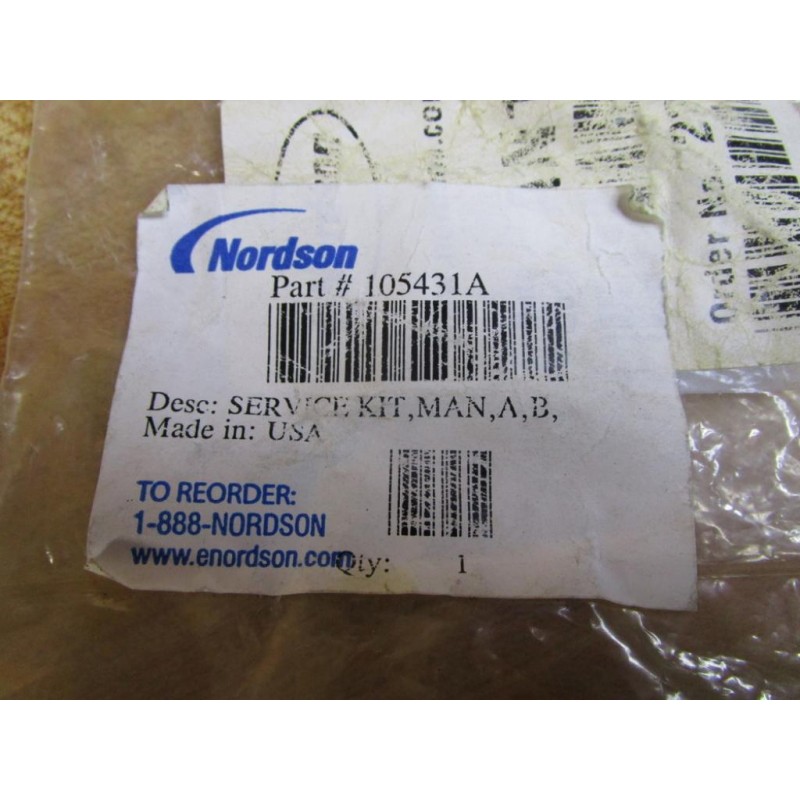 Order No. 2
Nordson
Part # 105431A
Desc: SERVICE KIT,MAN,A,B,
Made in: USA
TO REORDER:
1-888-NORDSON
www.enordson.com
Qty: 1